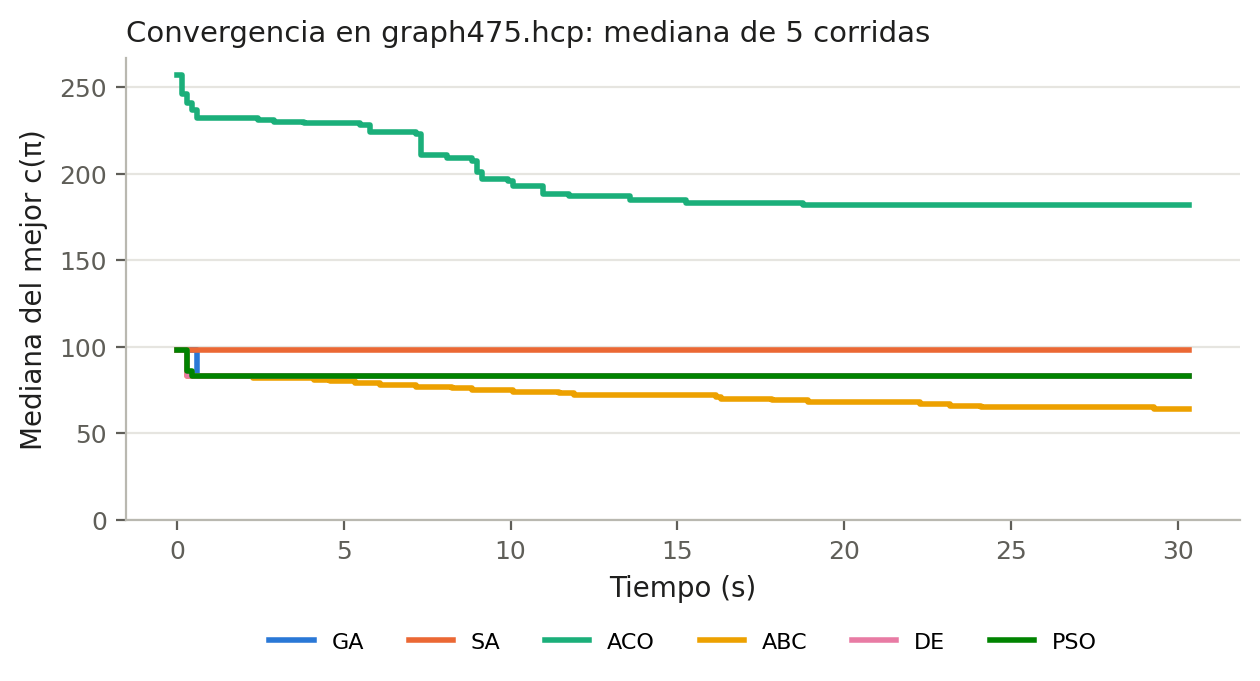 Convergencia en graph475.hcp: mediana de 5 corridas
Mediana del mejor c(π)
250
200
150
100
50
0
0 5 10 15 20 25 30
Tiempo (s)
GA SA ACO ABC DE PSO